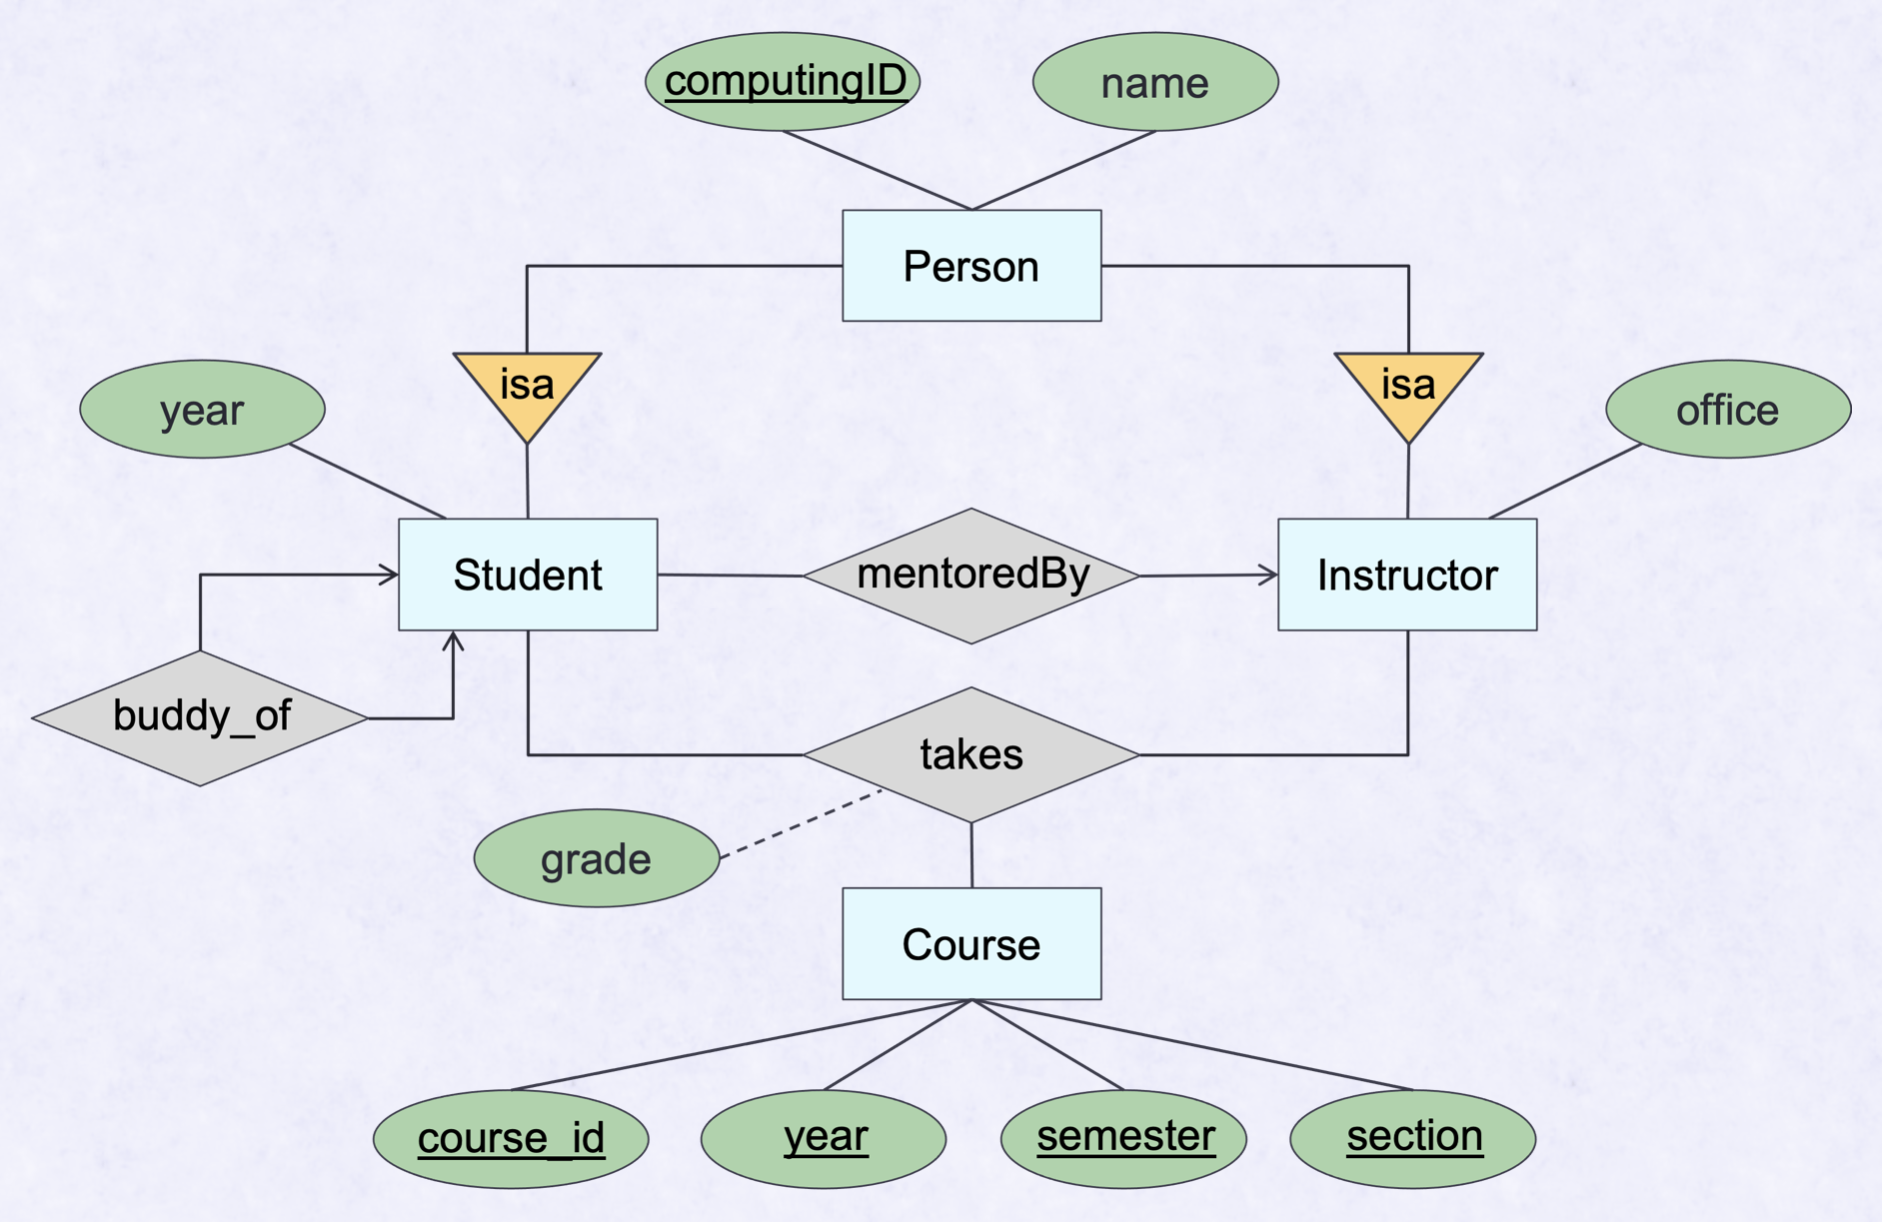 computingID
name
Person
isa
isa
year
office
Student
mentoredBy
Instructor
buddy_of
takes
grade
Course
course_id
year
semester
section